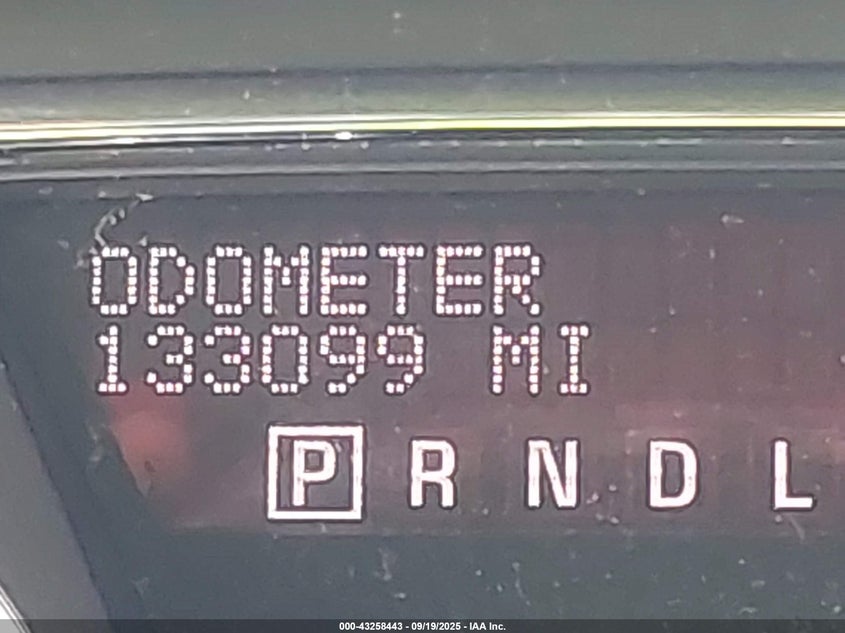 ODOMETER
133099 MI
P R N D L
000-43258443 - 09/19/2025 - IAA Inc.